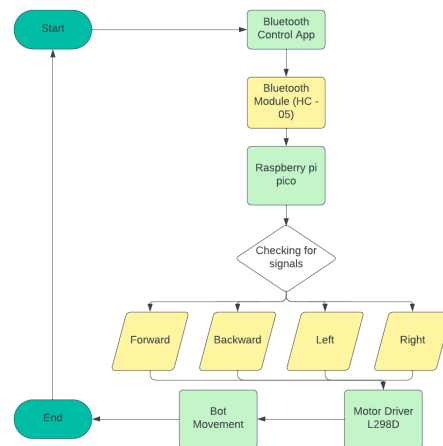 Start
Bluetooth
Control App
Bluetooth
Module (HC -
05)
Raspberry pi
pico
Checking for
signals
Forward
Backward
Left
Right
End
Bot
Movement
Motor Driver
L298D